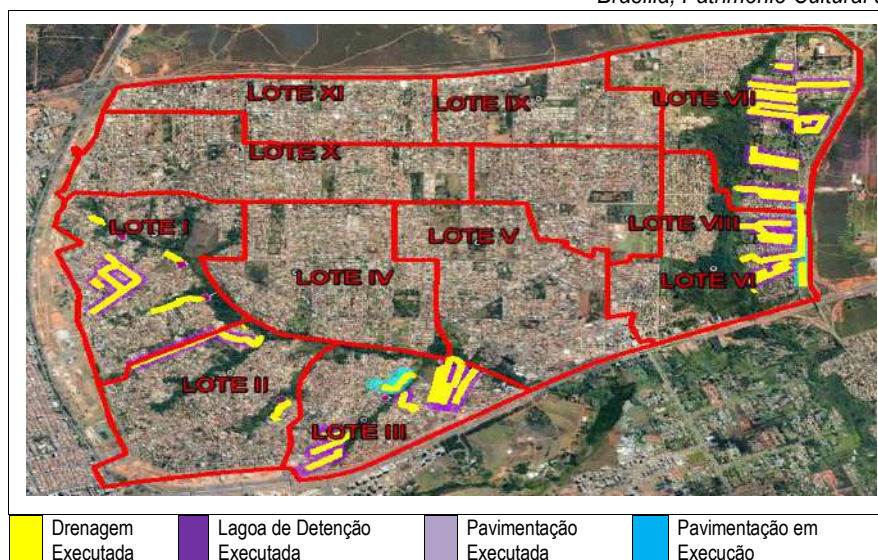 Brasília, Patrimônio Cultural
LOTE XI
LOTE IX
LOTE VII
LOTE X
LOTE I
LOTE V
LOTE VIII
LOTE IV
LOTE VI
LOTE II
LOTE III
Drenagem
Executada
Lagoa de Detenção
Executada
Pavimentação
Executada
Pavimentação em
Execução